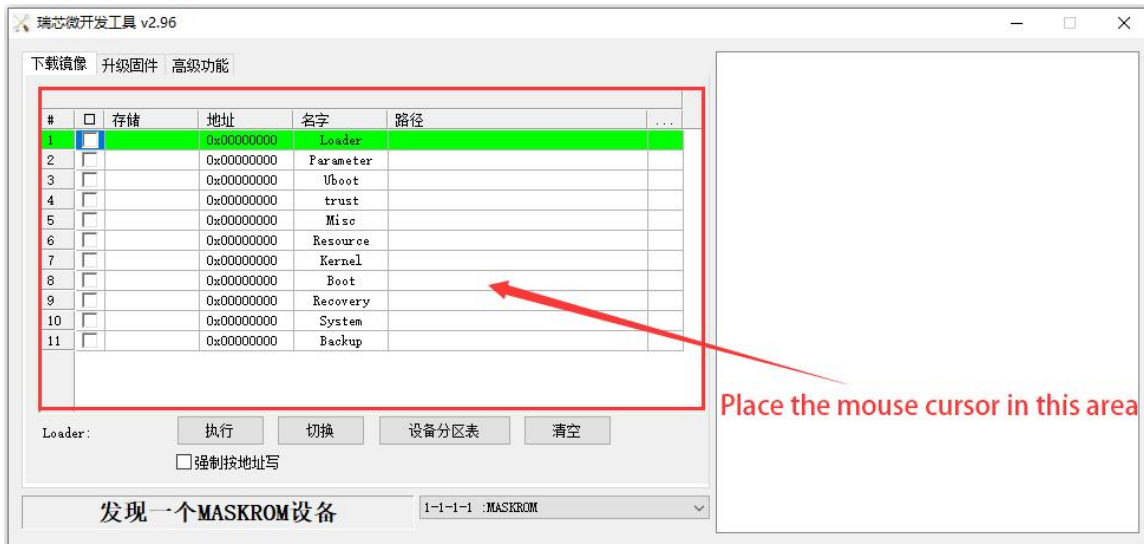 瑞芯微开发工具 v2.96
下载镜像 升级固件 高级功能
# 存储 地址 名字 路径 ...
1 0x00000000 Loader
2 0x00000000 Parameter
3 0x00000000 Uboot
4 0x00000000 trust
5 0x00000000 Misc
6 0x00000000 Resource
7 0x00000000 Kernel
8 0x00000000 Boot
9 0x00000000 Recovery
10 0x00000000 System
11 0x00000000 Backup
Place the mouse cursor in this area
Loader: 执行 切换 设备分区表 清空
强制按地址写
发现一个MASKROM设备 1-1-1-1 :MASKROM